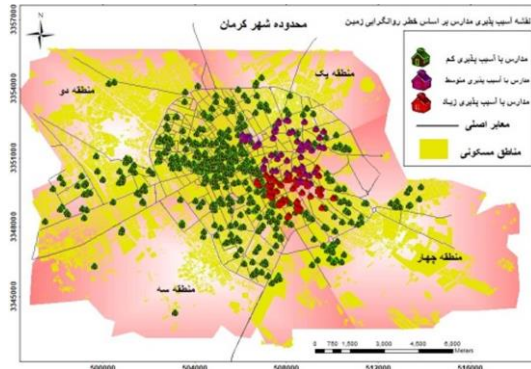 محدوده شهر کرمان
نقشه آسیب پذیری مدارس بر اساس خطر روانگرایی زمین
مدارس با آسیب پذیری کم
مدارس با آسیب پذیری متوسط
مدارس با آسیب پذیری زیاد
معابر اصلی
مناطق مسکونی
N
منطقه یک
منطقه دو
منطقه چهار
منطقه سه
3357000
3354000
3351000
3348000
3345000
0 750 1,500 3,000 4,500 6,000
Meters
500000 504000 508000 512000 516000